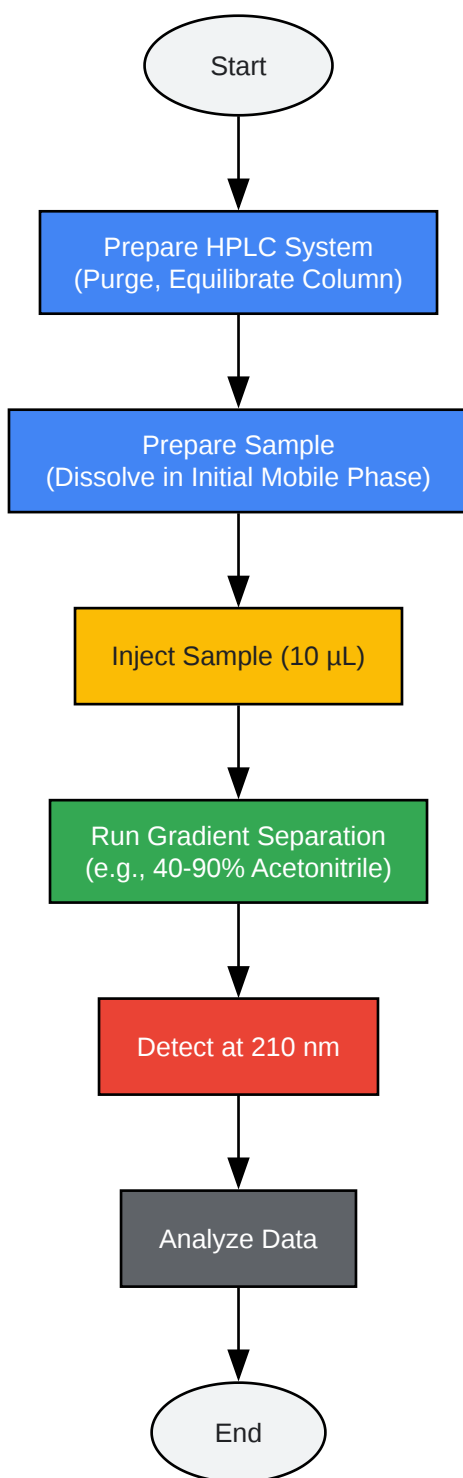 Start
Prepare HPLC System
(Purge, Equilibrate Column)
Prepare Sample
(Dissolve in Initial Mobile Phase)
Inject Sample (10 µL)
Run Gradient Separation
(e.g., 40-90% Acetonitrile)
Detect at 210 nm
Analyze Data
End